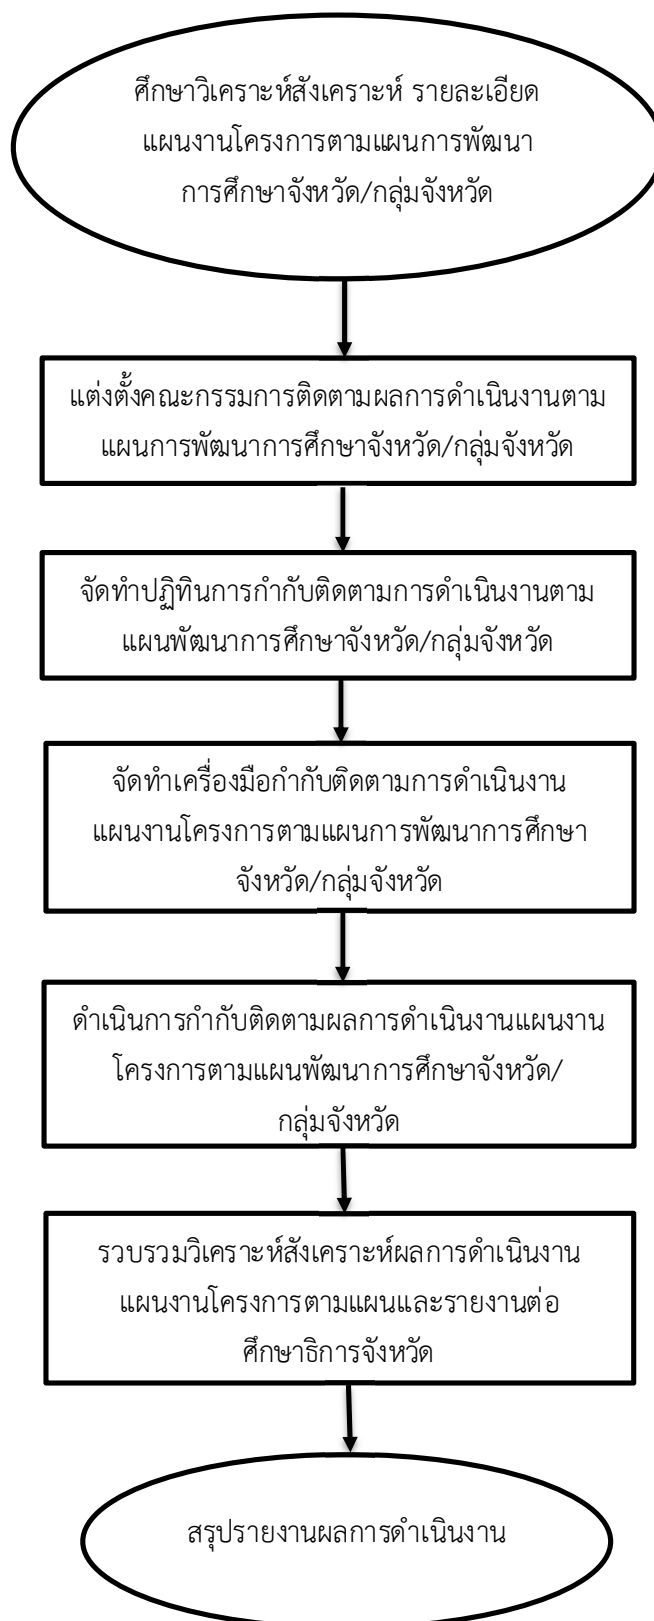 ศึกษาวิเคราะห์สังเคราะห์ รายละเอียด
แผนงานโครงการตามแผนการพัฒนา
การศึกษาจังหวัด/กลุ่มจังหวัด
แต่งตั้งคณะกรรมการติดตามผลการดำเนินงานตาม
แผนการพัฒนาการศึกษาจังหวัด/กลุ่มจังหวัด
จัดทำปฏิทินการกำกับติดตามการดำเนินงานตาม
แผนพัฒนาการศึกษาจังหวัด/กลุ่มจังหวัด
จัดทำเครื่องมือกำกับติดตามการดำเนินงาน
แผนงานโครงการตามแผนการพัฒนาการศึกษา
จังหวัด/กลุ่มจังหวัด
ดำเนินการกำกับติดตามผลการดำเนินงานแผนงาน
โครงการตามแผนพัฒนาการศึกษาจังหวัด/
กลุ่มจังหวัด
รวบรวมวิเคราะห์สังเคราะห์ผลการดำเนินงาน
แผนงานโครงการตามแผนและรายงานต่อ
ศึกษาธิการจังหวัด
สรุปรายงานผลการดำเนินงาน